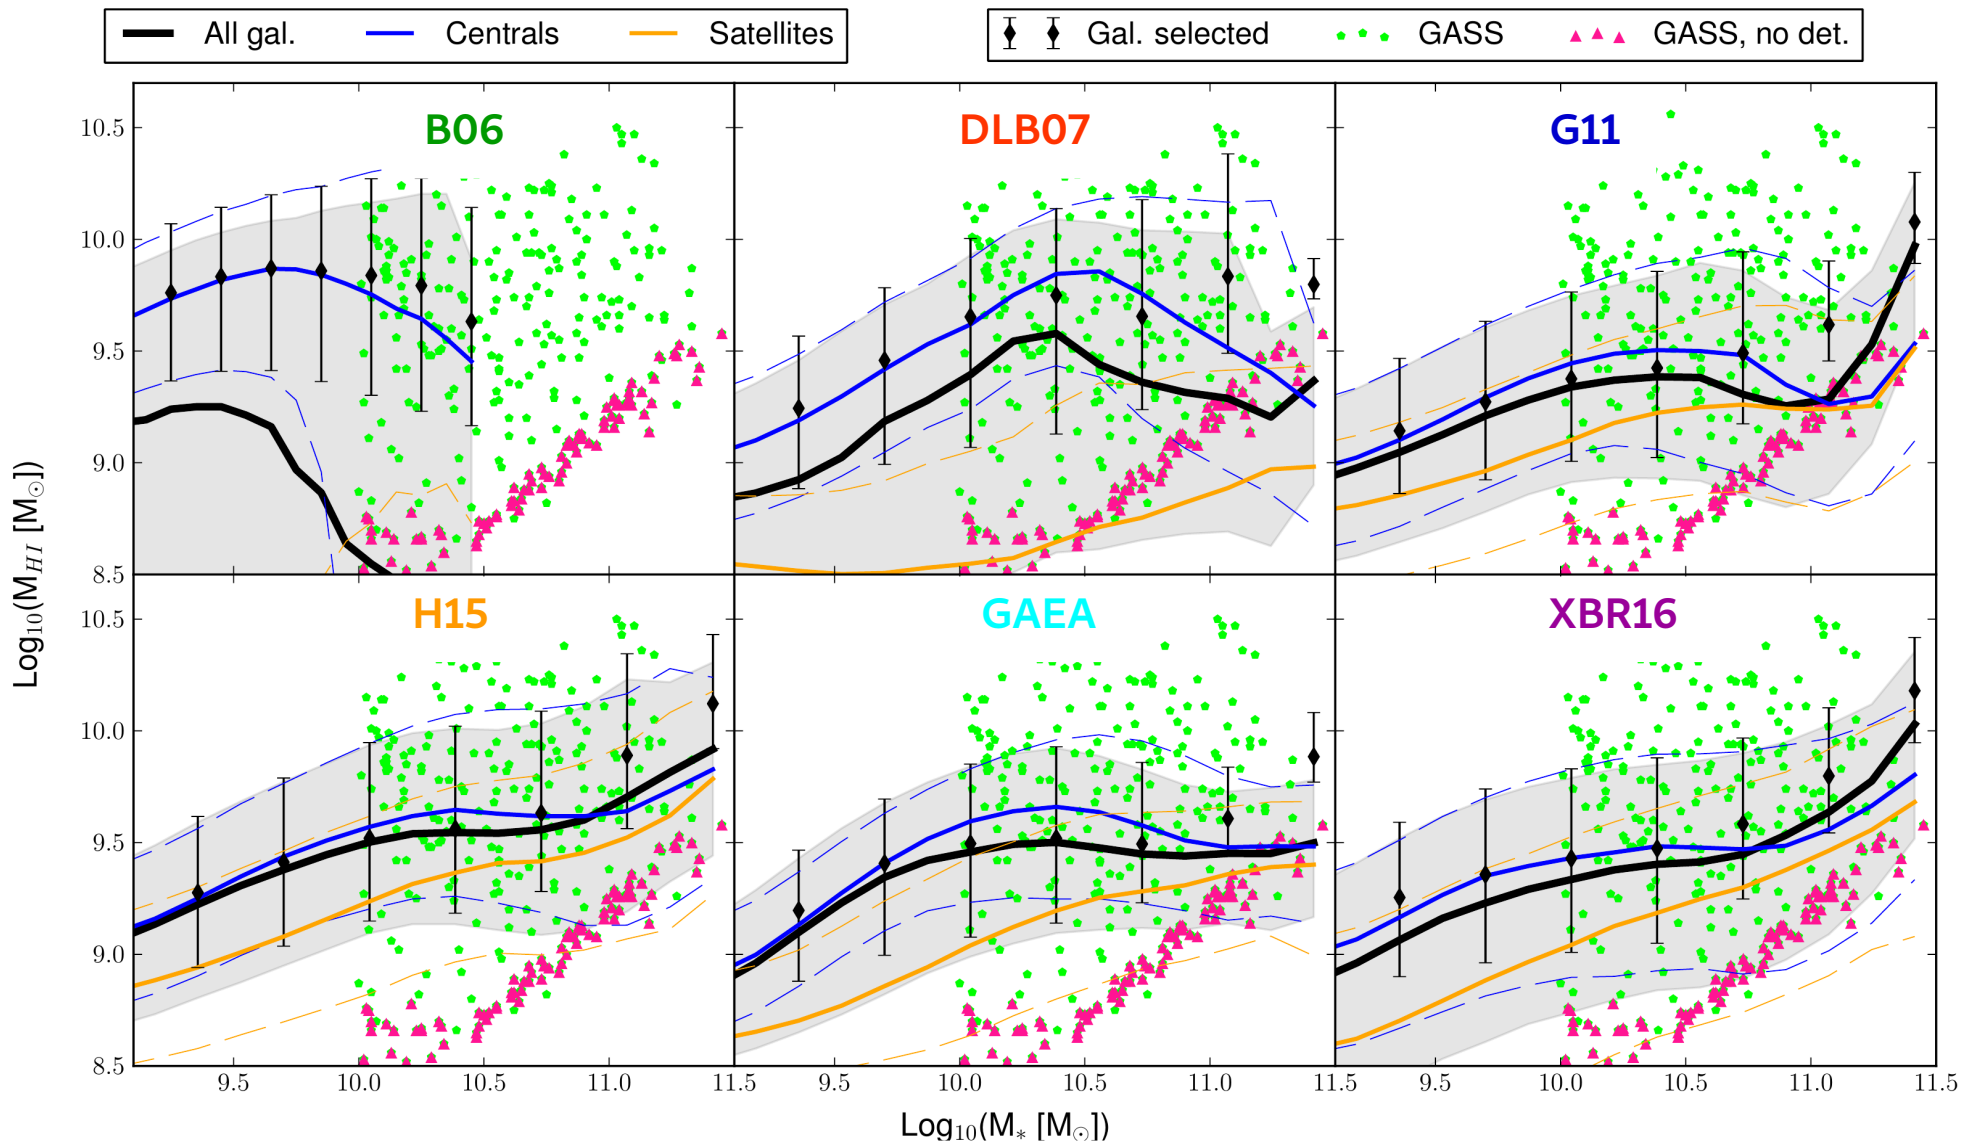 All gal. Centrals Satellites Gal. selected GASS GASS, no det.
B06 DLB07 G11
10.5
10.0
9.5
9.0
8.5
H15 GAEA XBR16
10.5
10.0
9.5
9.0
8.5
9.5 10.0 10.5 11.0 11.5 9.5 10.0 10.5 11.0 11.5 9.5 10.0 10.5 11.0 11.5
Log₁₀(M_HI [M☉])
Log₁₀(M* [M☉])